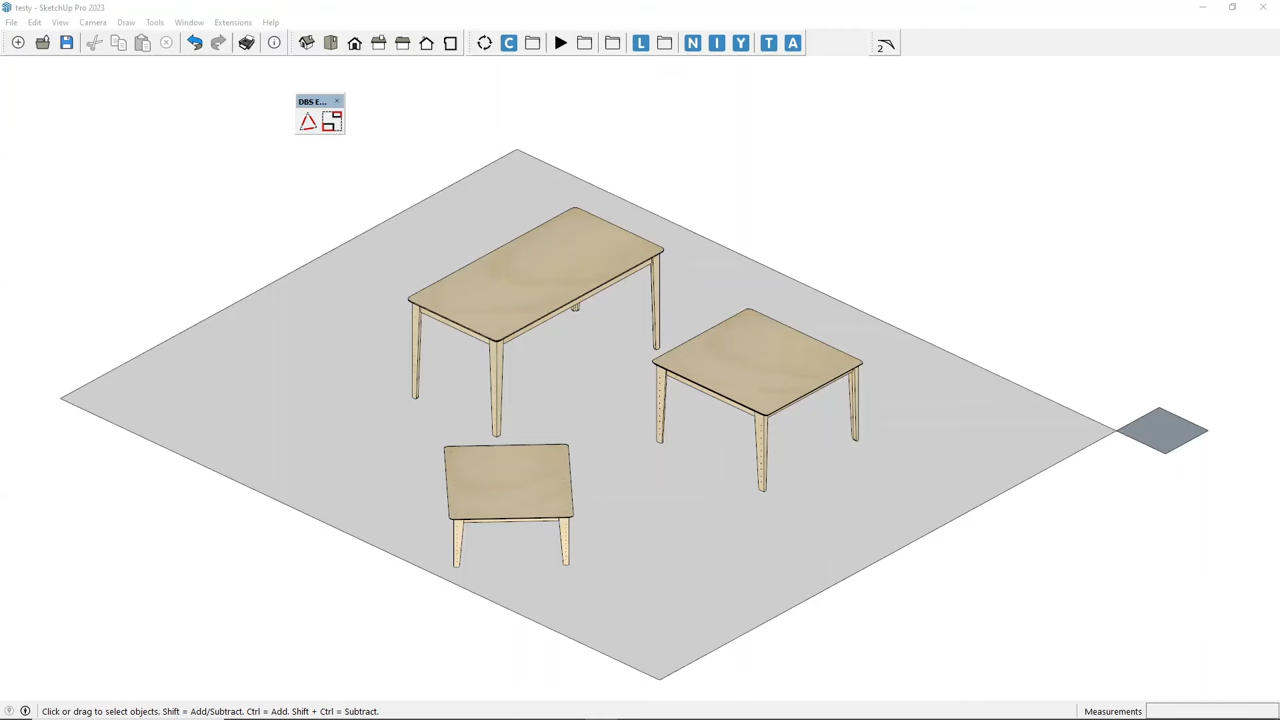 testy - SketchUp Pro 2023
File Edit View Camera Draw Tools Window Extensions Help
C L N I Y T A 2
DBS E...
Click or drag to select objects. Shift = Add/Subtract. Ctrl = Add. Shift + Ctrl = Subtract.
Measurements